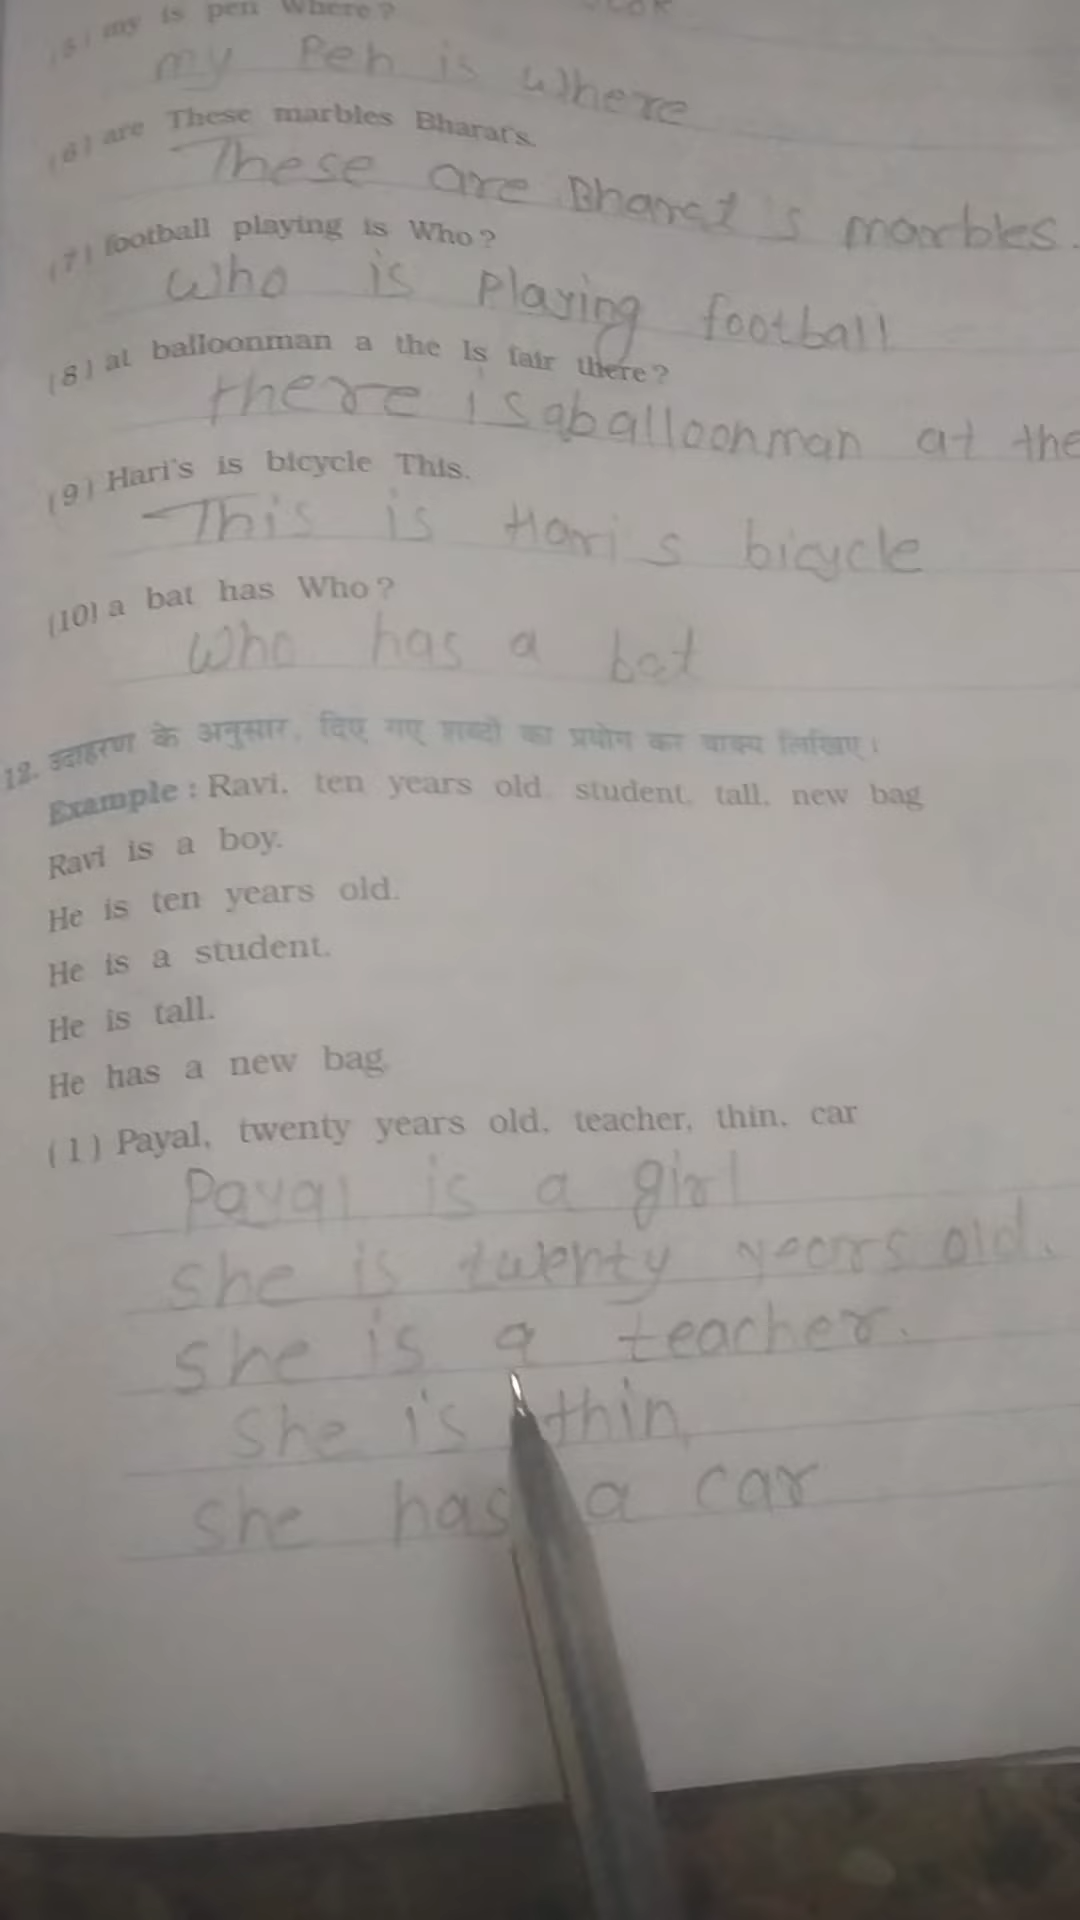 (5) my is pen Where?
my Pen is where
(6) are These marbles Bharat's.
These are Bharat's marbles.
(7) football playing is Who?
Who is Playing football
(8) at balloonman a the Is fair there?
there is a balloonman at the
(9) Hari's is bicycle This.
This is Hari s bicycle
(10) a bat has Who?
Who has a bat
12. उदाहरण के अनुसार, दिए गए शब्दों का प्रयोग कर वाक्य लिखिए।
Example : Ravi, ten years old, student, tall, new bag
Ravi is a boy.
He is ten years old.
He is a student.
He is tall.
He has a new bag.
(1) Payal, twenty years old, teacher, thin, car
Payal is a girl
She is twenty years old.
She is a teacher.
She is thin
She has a car